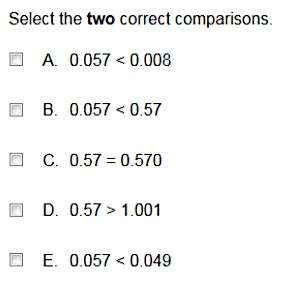 Select the two correct comparisons.
A. 0.057 < 0.008
B. 0.057 < 0.57
C. 0.57 = 0.570
D. 0.57 > 1.001
E. 0.057 < 0.049